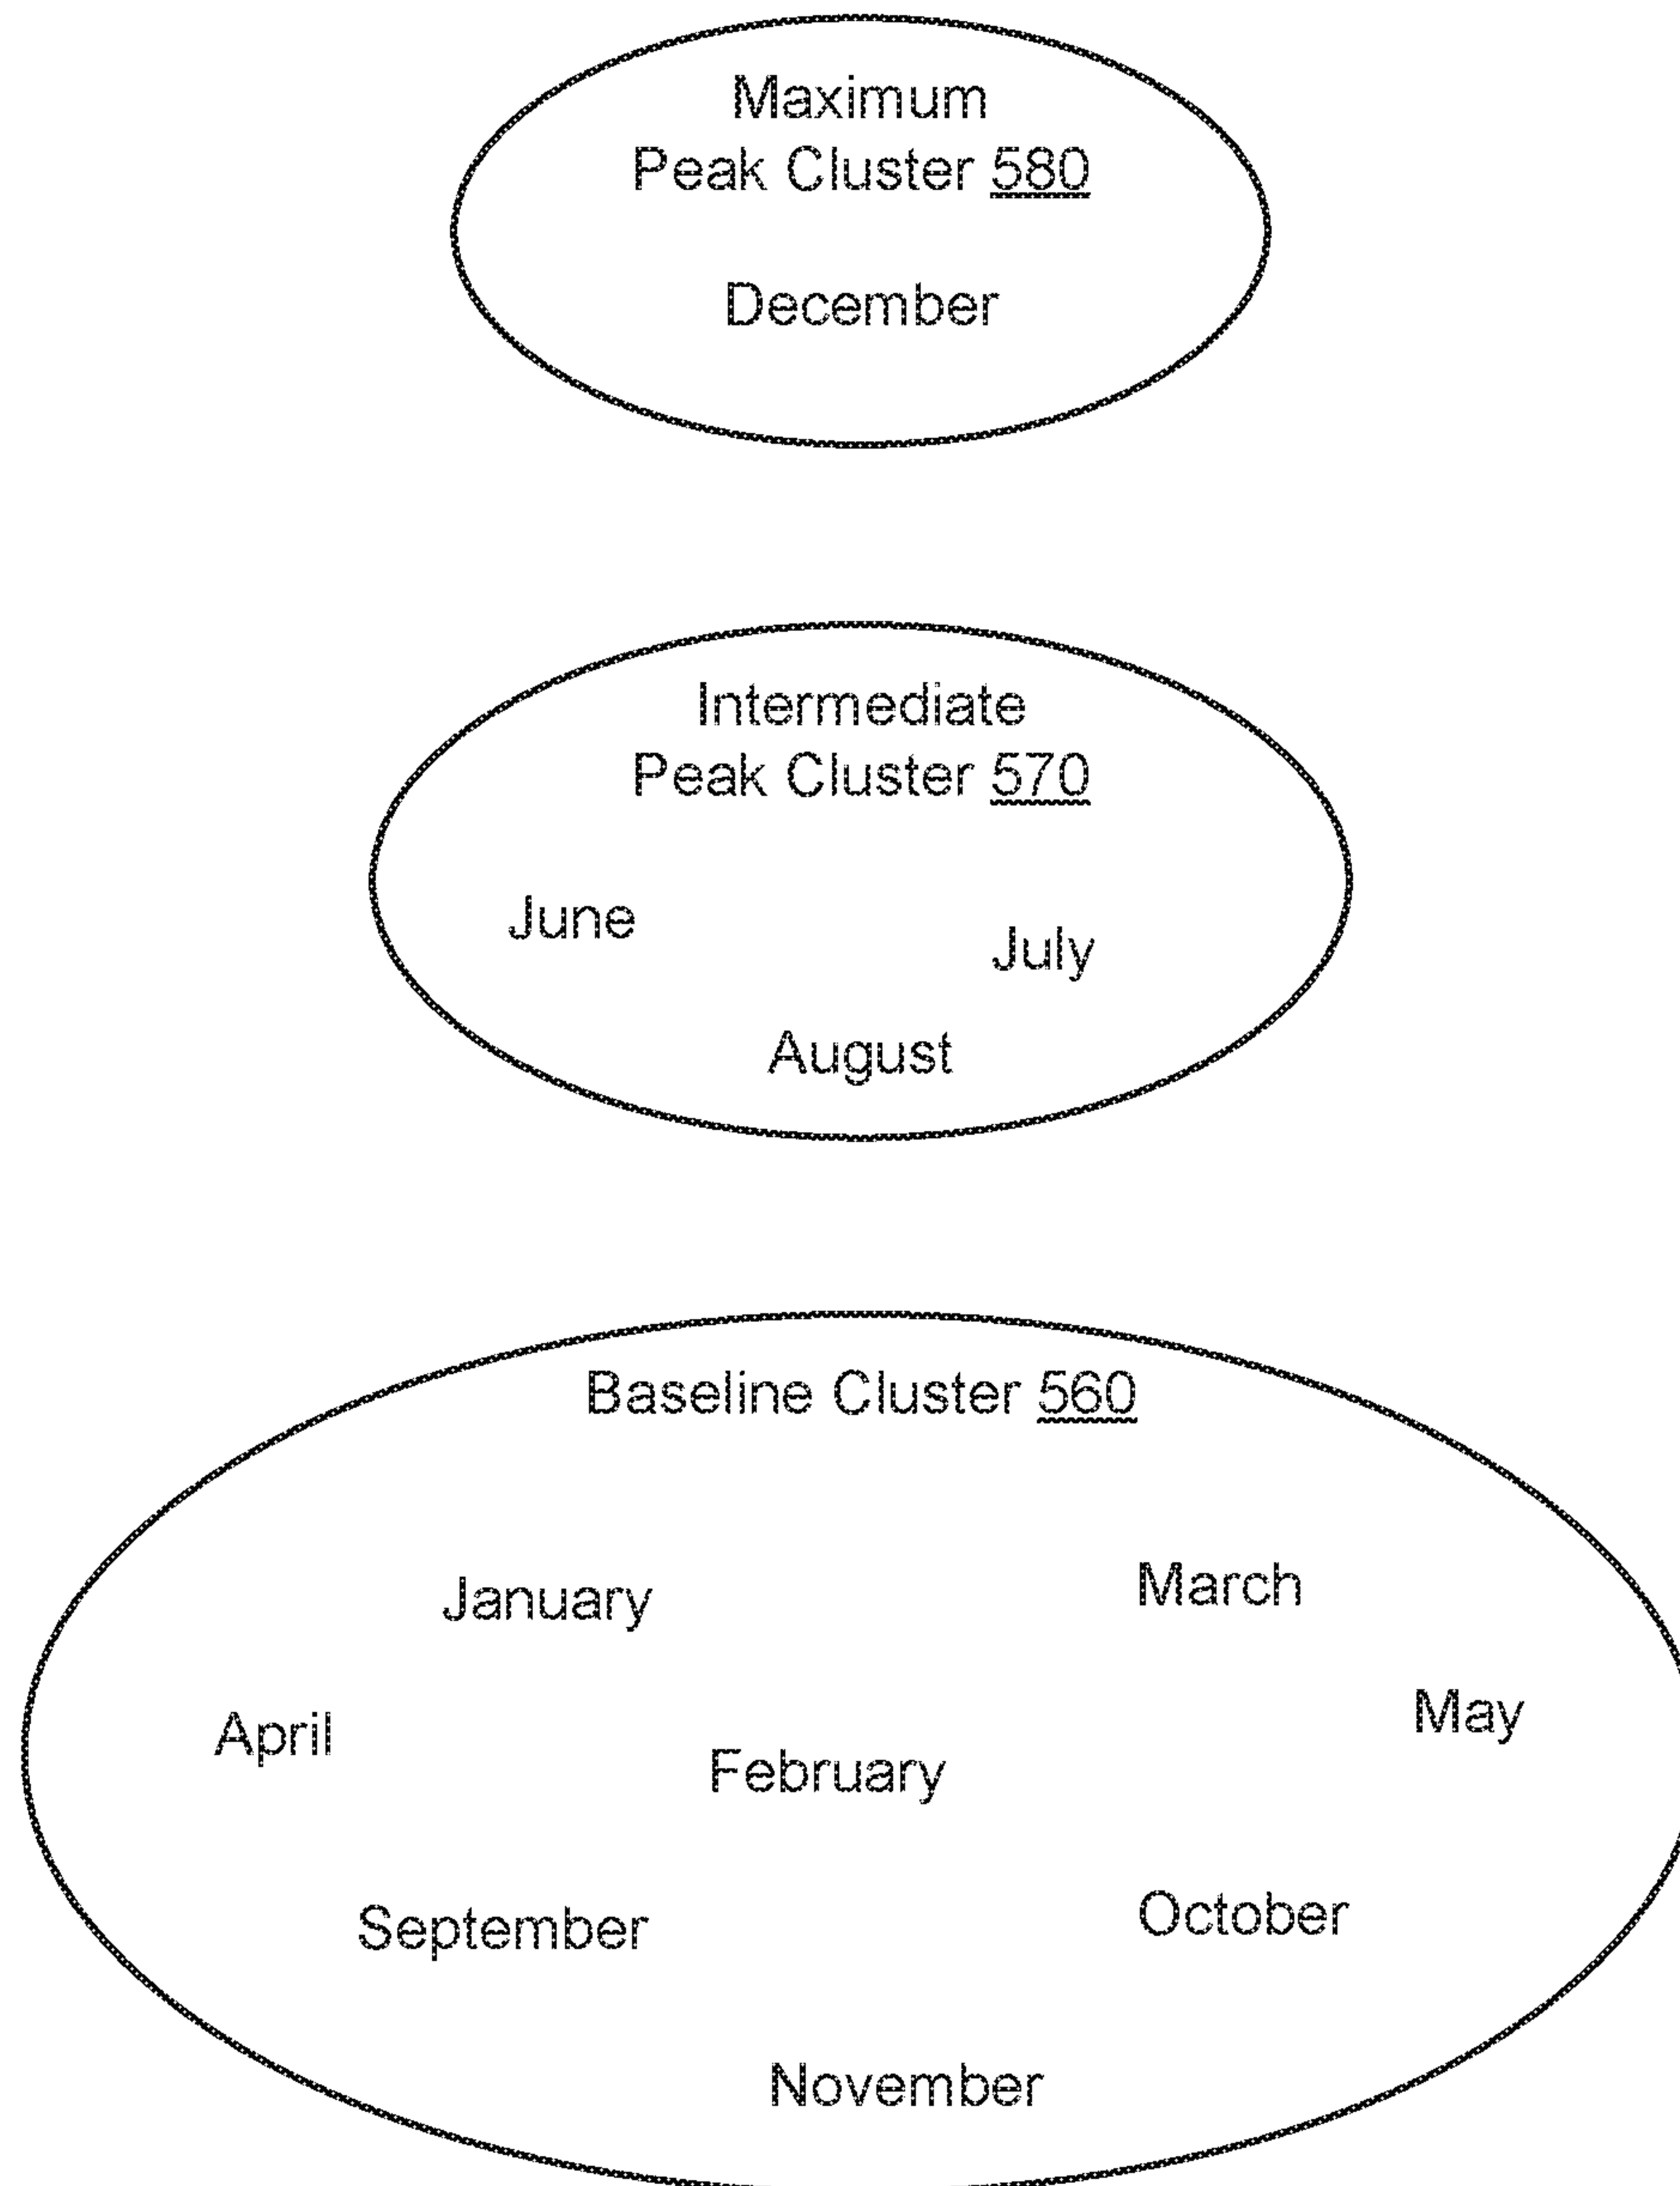 Maximum
Peak Cluster 580
December
Intermediate
Peak Cluster 570
June
July
August
Baseline Cluster 560
January
March
April
May
February
September
October
November